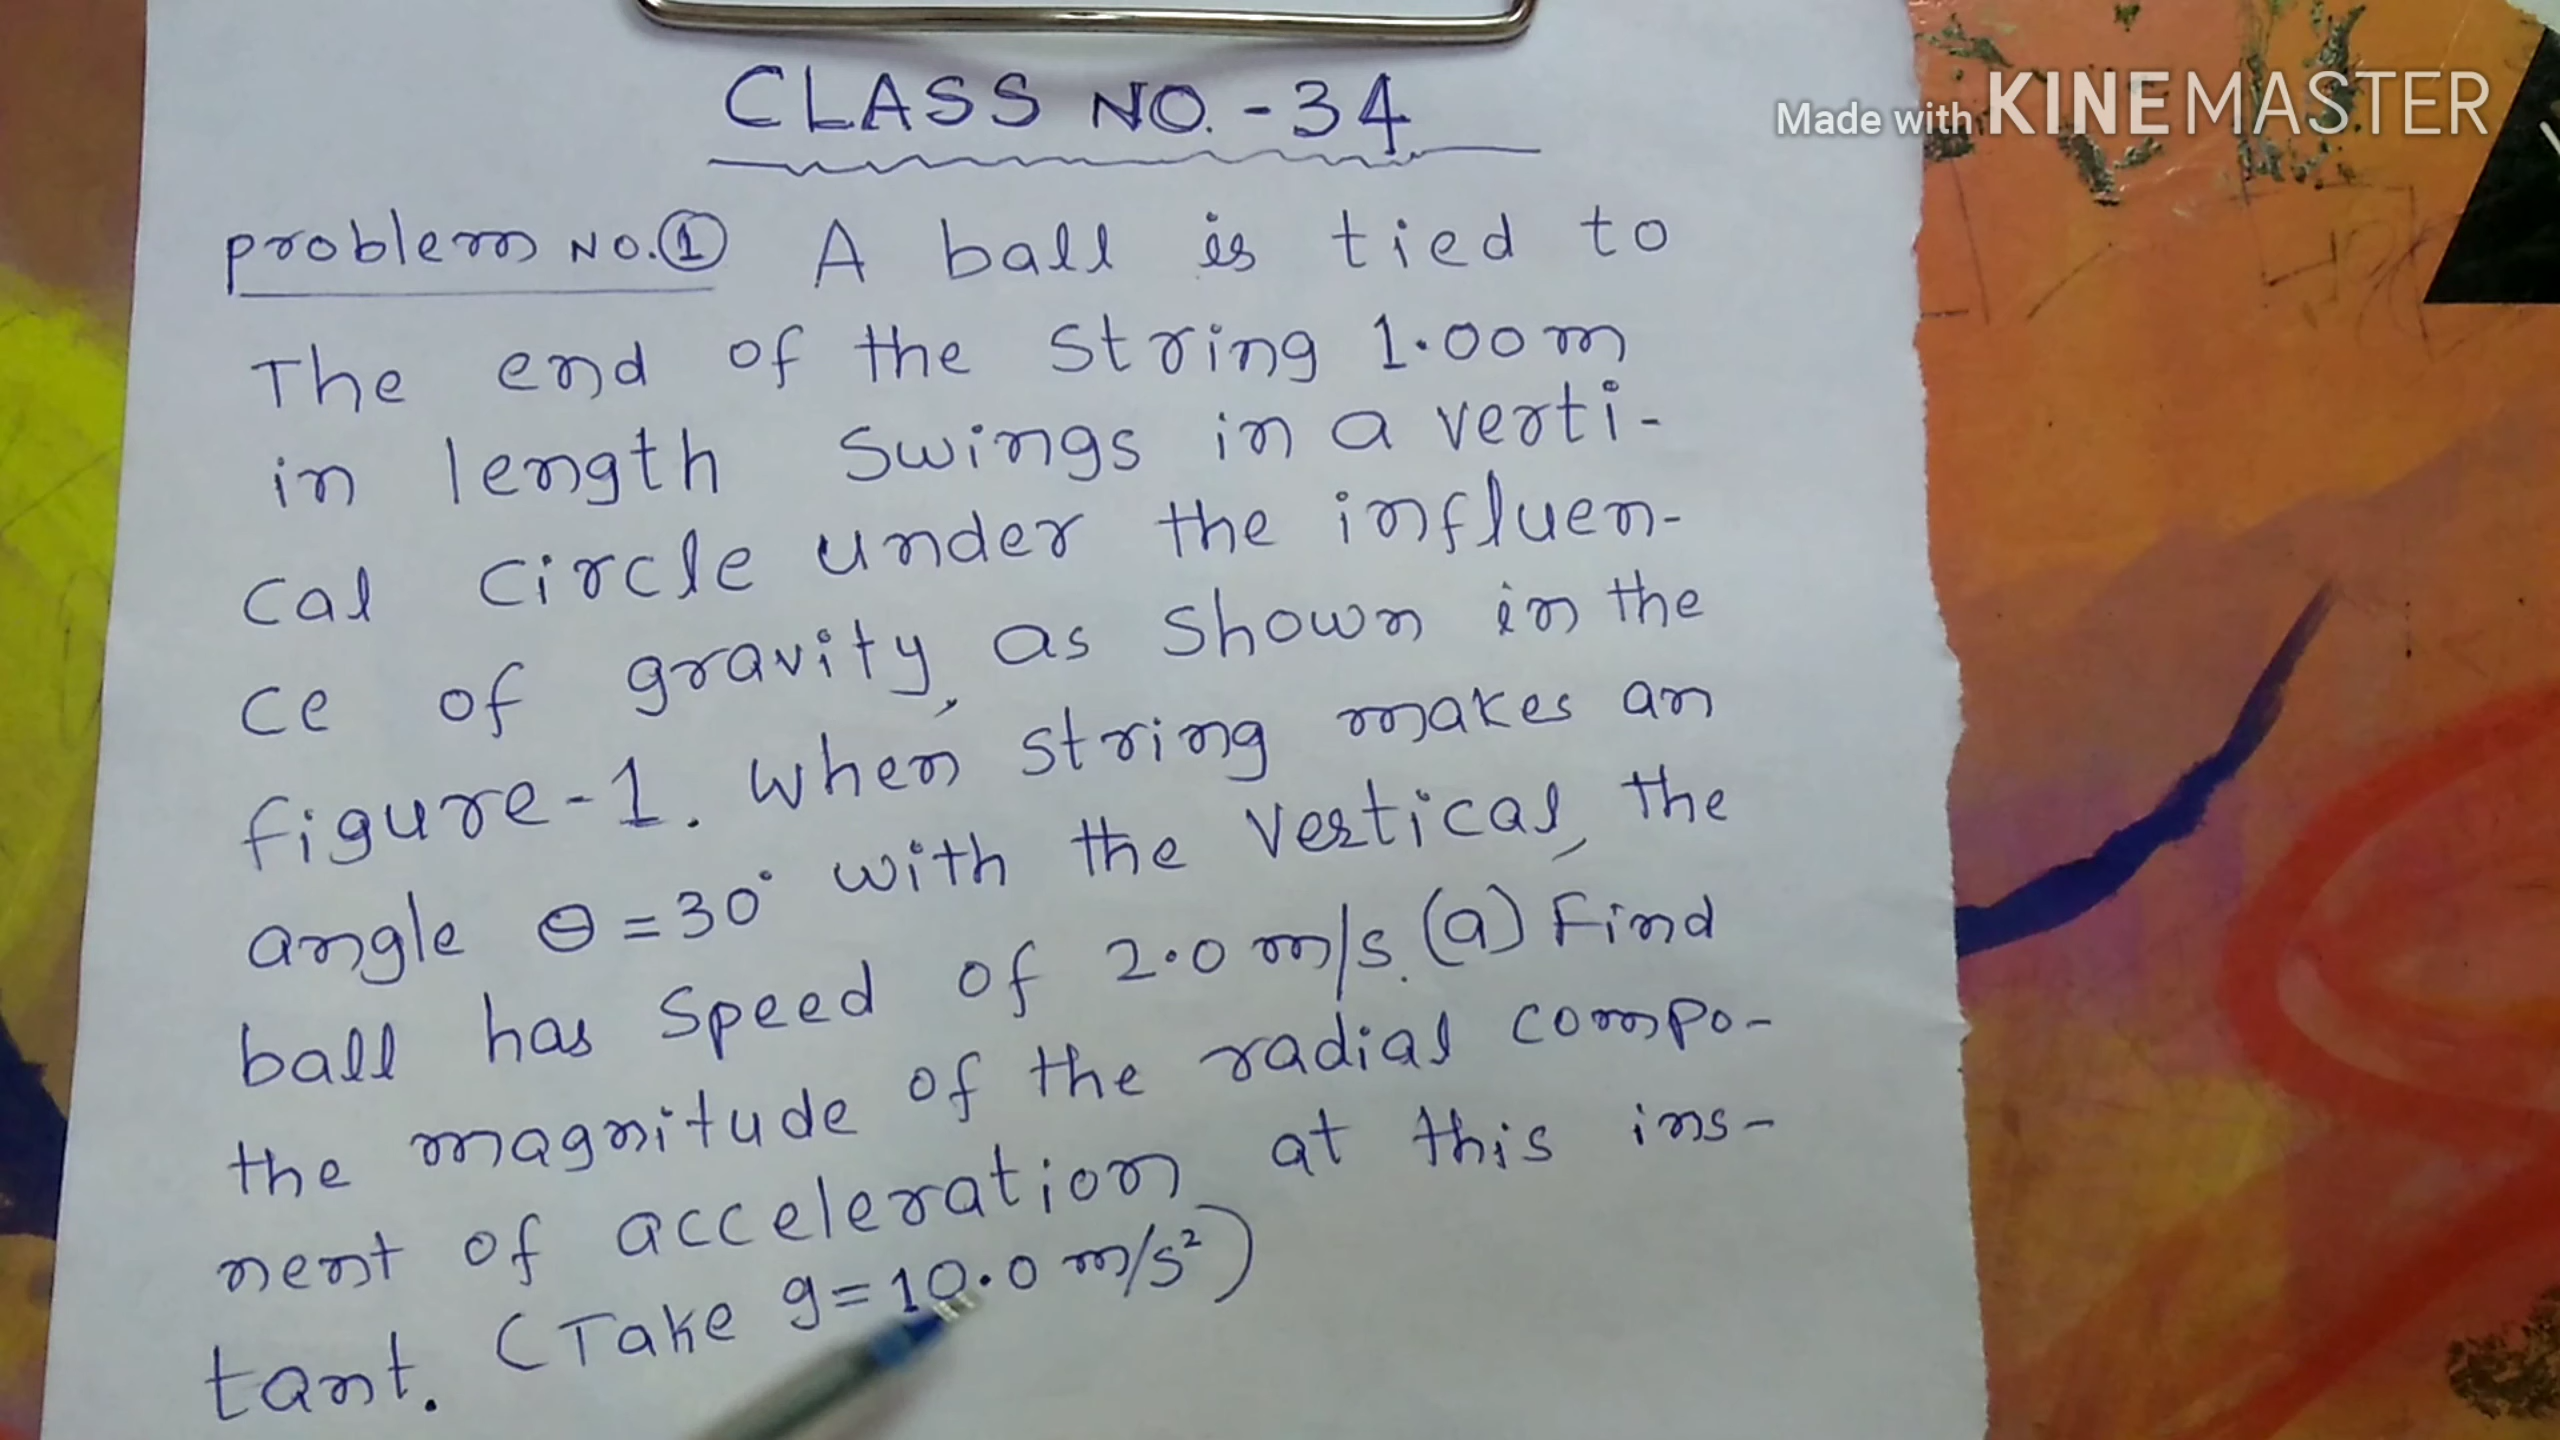 CLASS NO.-34
Made with KINEMASTER
problem NO.① A ball is tied to
The end of the string 1.00m
in length swings in a verti-
cal circle under the influen-
ce of gravity, as shown in the
figure-1. when string makes an
angle θ=30° with the vertical, the
ball has speed of 2.0 m/s. (a) Find
the magnitude of the radial compo-
nent of acceleration at this ins-
tant. (Take g=10.0 m/s²)